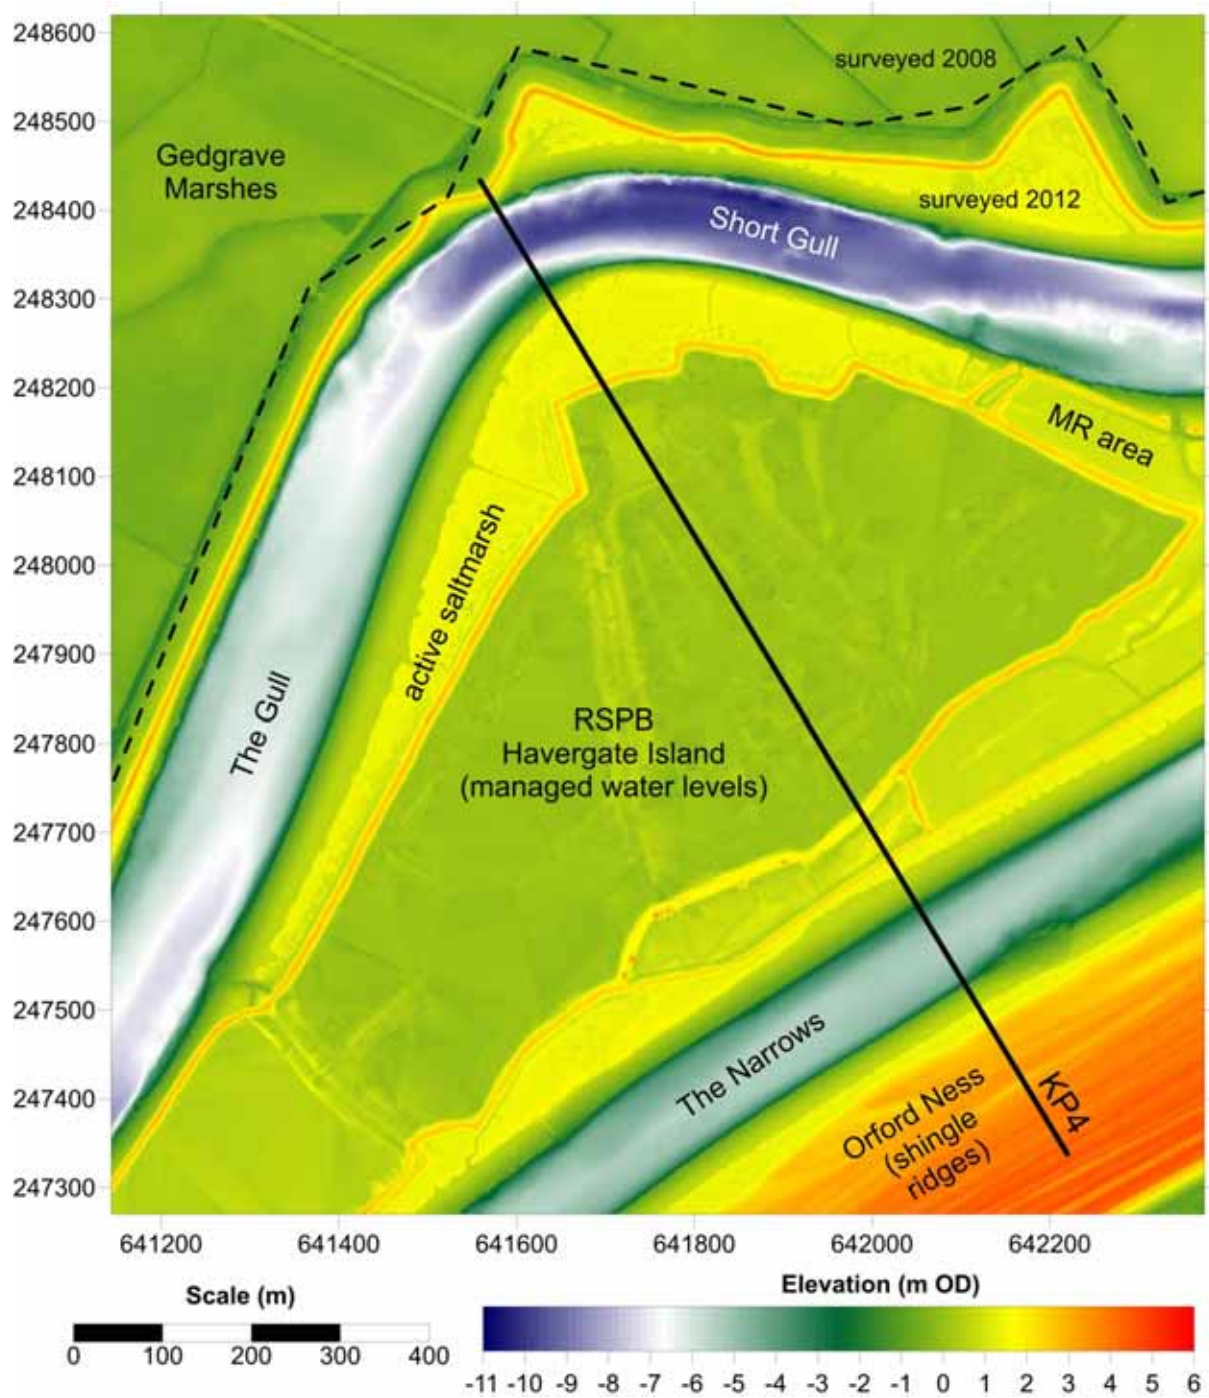 248600
248500
248400
248300
248200
248100
248000
247900
247800
247700
247600
247500
247400
247300
surveyed 2008
Gedgrave
Marshes
surveyed 2012
Short Gull
MR area
active saltmarsh
The Gull
RSPB
Havergate Island
(managed water levels)
The Narrows
Orford Ness
(shingle
ridges)
KP4
641200 641400 641600 641800 642000 642200
Scale (m)
0 100 200 300 400
Elevation (m OD)
-11 -10 -9 -8 -7 -6 -5 -4 -3 -2 -1 0 1 2 3 4 5 6